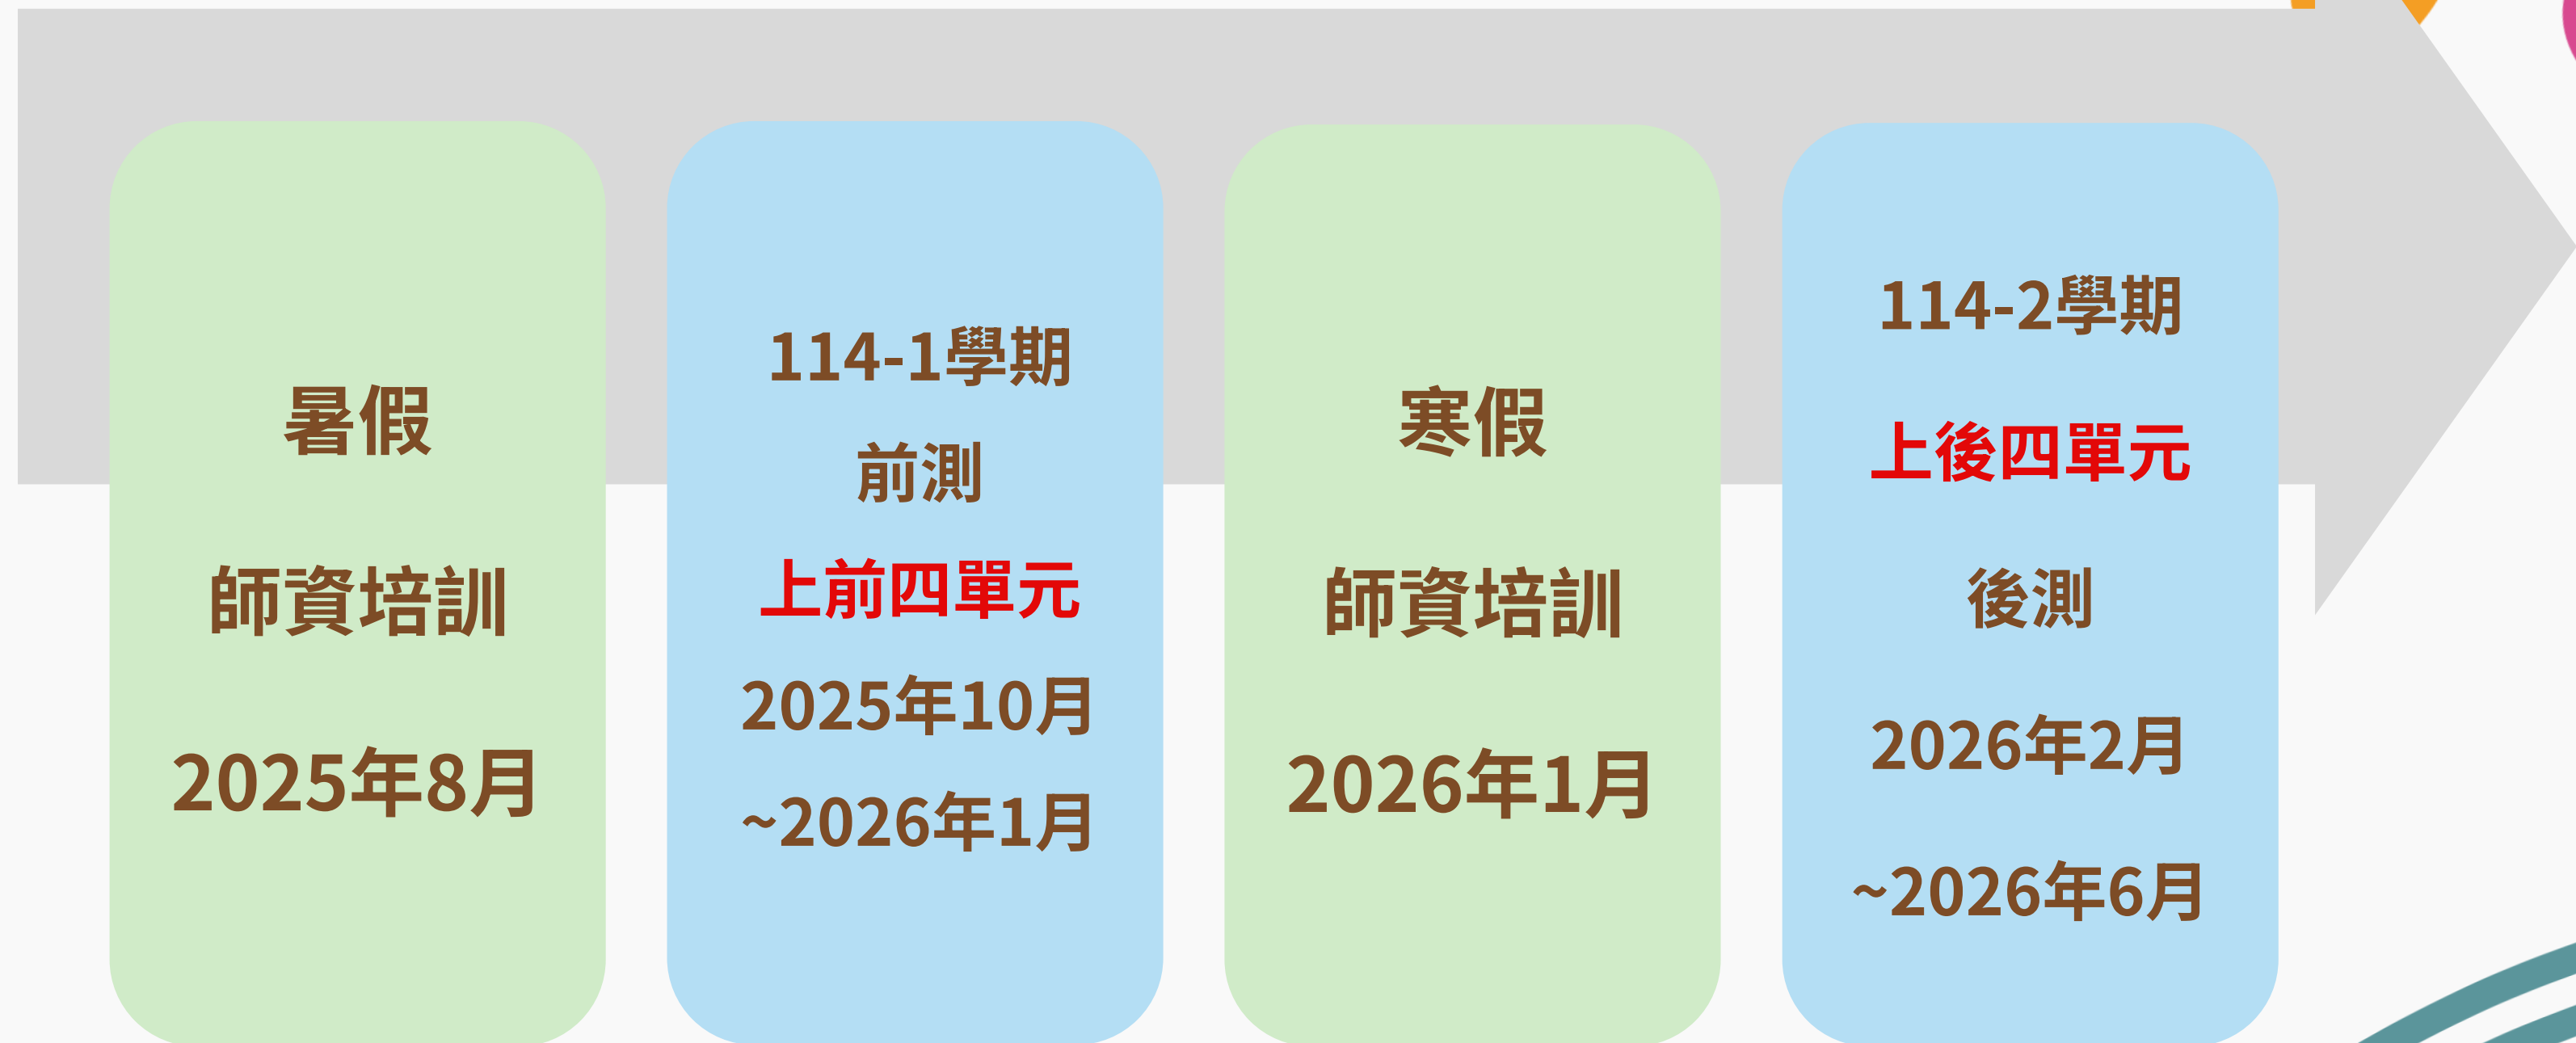 暑假
師資培訓
2025年8月
114-1學期
前測
上前四單元
2025年10月
~2026年1月
寒假
師資培訓
2026年1月
114-2學期
上後四單元
後測
2026年2月
~2026年6月